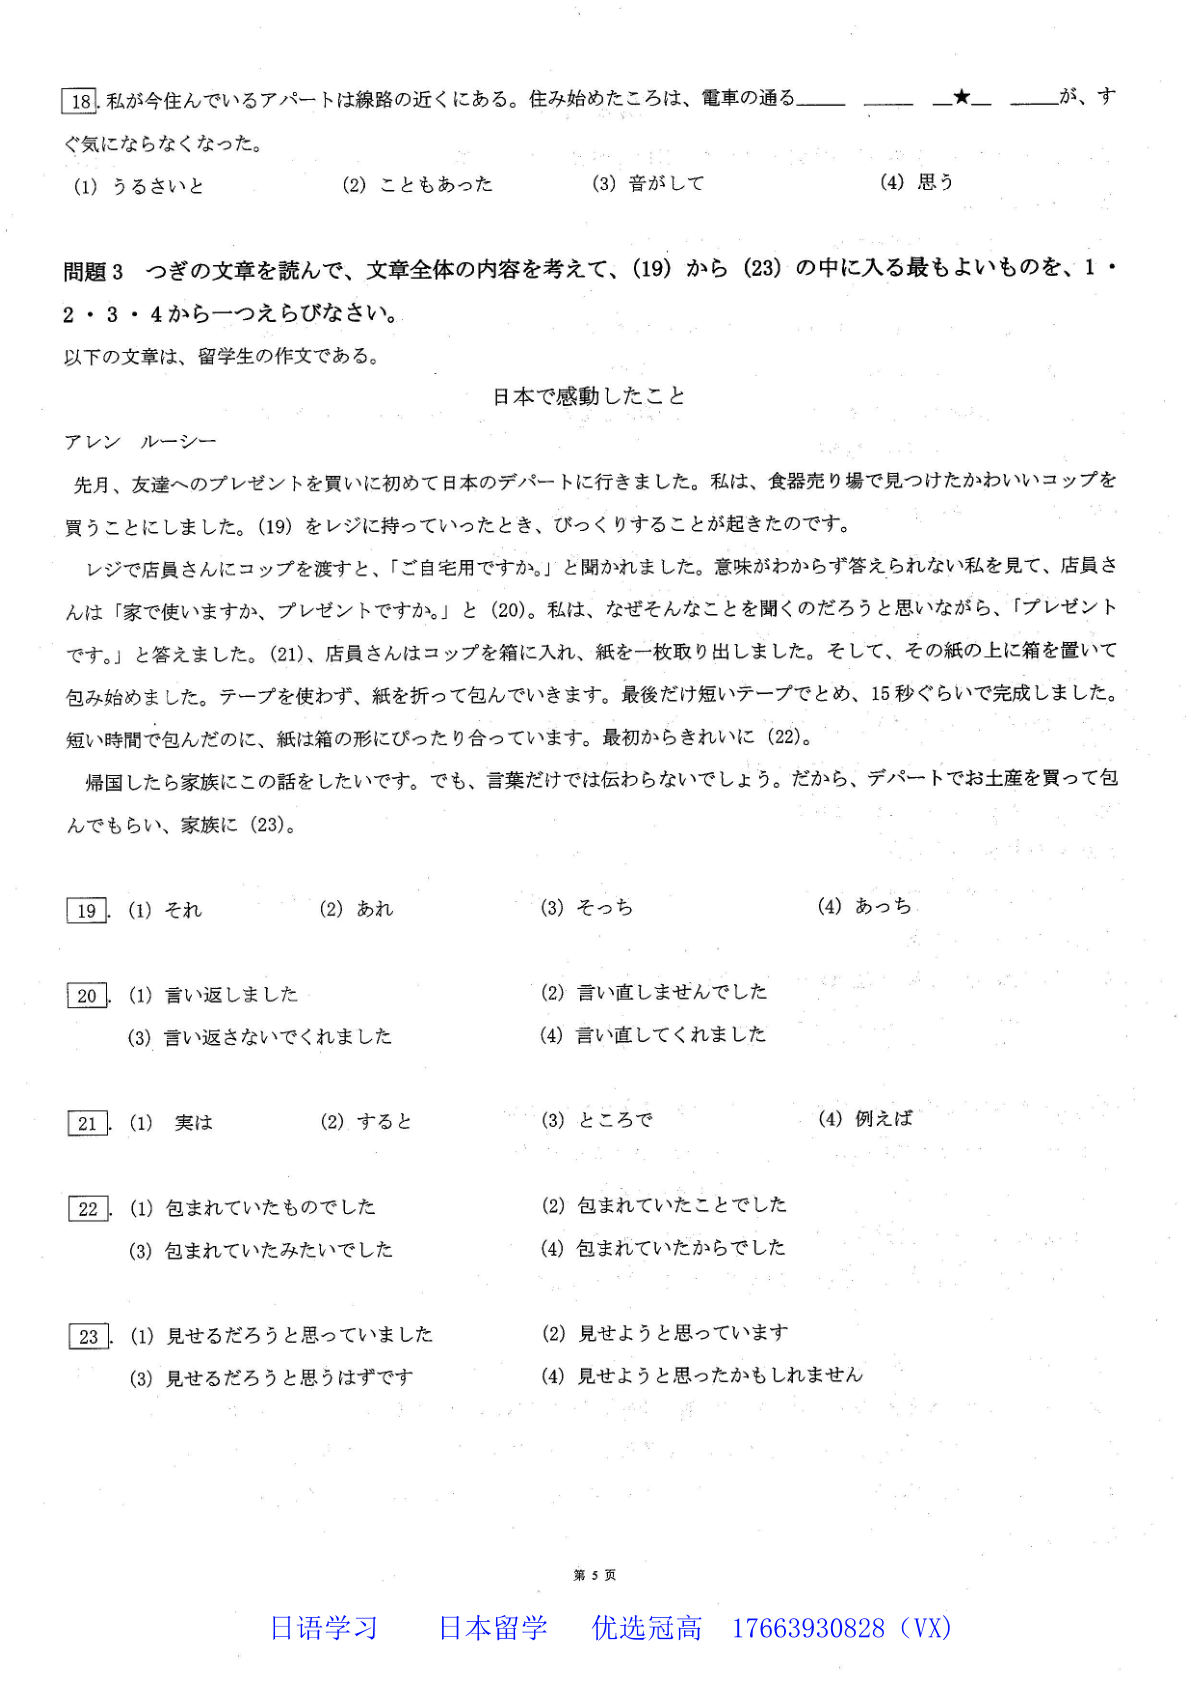 18. 私が今住んでいるアパートは線路の近くにある。住み始めたころは、電車の通る_____ _____ __★__ _____が、す
ぐ気にならなくなった。
(1) うるさいと (2) こともあった (3) 音がして (4) 思う
問題3 つぎの文章を読んで、文章全体の内容を考えて、(19) から (23) の中に入る最もよいものを、1・
2・3・4から一つえらびなさい。
以下の文章は、留学生の作文である。
日本で感動したこと
アレン ルーシー
先月、友達へのプレゼントを買いに初めて日本のデパートに行きました。私は、食器売り場で見つけたかわいいコップを
買うことにしました。(19) をレジに持っていったとき、びっくりすることが起きたのです。
レジで店員さんにコップを渡すと、「ご自宅用ですか。」と聞かれました。意味がわからず答えられない私を見て、店員さ
んは「家で使いますか、プレゼントですか。」と (20)。私は、なぜそんなことを聞くのだろうと思いながら、「プレゼント
です。」と答えました。(21)、店員さんはコップを箱に入れ、紙を一枚取り出しました。そして、その紙の上に箱を置いて
包み始めました。テープを使わず、紙を折って包んでいきます。最後だけ短いテープでとめ、15 秒ぐらいで完成しました。
短い時間で包んだのに、紙は箱の形にぴったり合っています。最初からきれいに (22)。
帰国したら家族にこの話をしたいです。でも、言葉だけでは伝わらないでしょう。だから、デパートでお土産を買って包
んでもらい、家族に (23)。
19. (1) それ (2) あれ (3) そっち (4) あっち
20. (1) 言い返しました (2) 言い直しませんでした
(3) 言い返さないでくれました (4) 言い直してくれました
21. (1) 実は (2) すると (3) ところで (4) 例えば
22. (1) 包まれていたものでした (2) 包まれていたことでした
(3) 包まれていたみたいでした (4) 包まれていたからでした
23. (1) 見せるだろうと思っていました (2) 見せようと思っています
(3) 見せるだろうと思うはずです (4) 見せようと思ったかもしれません
第 5 页
日语学习 日本留学 优选冠高 17663930828（VX)